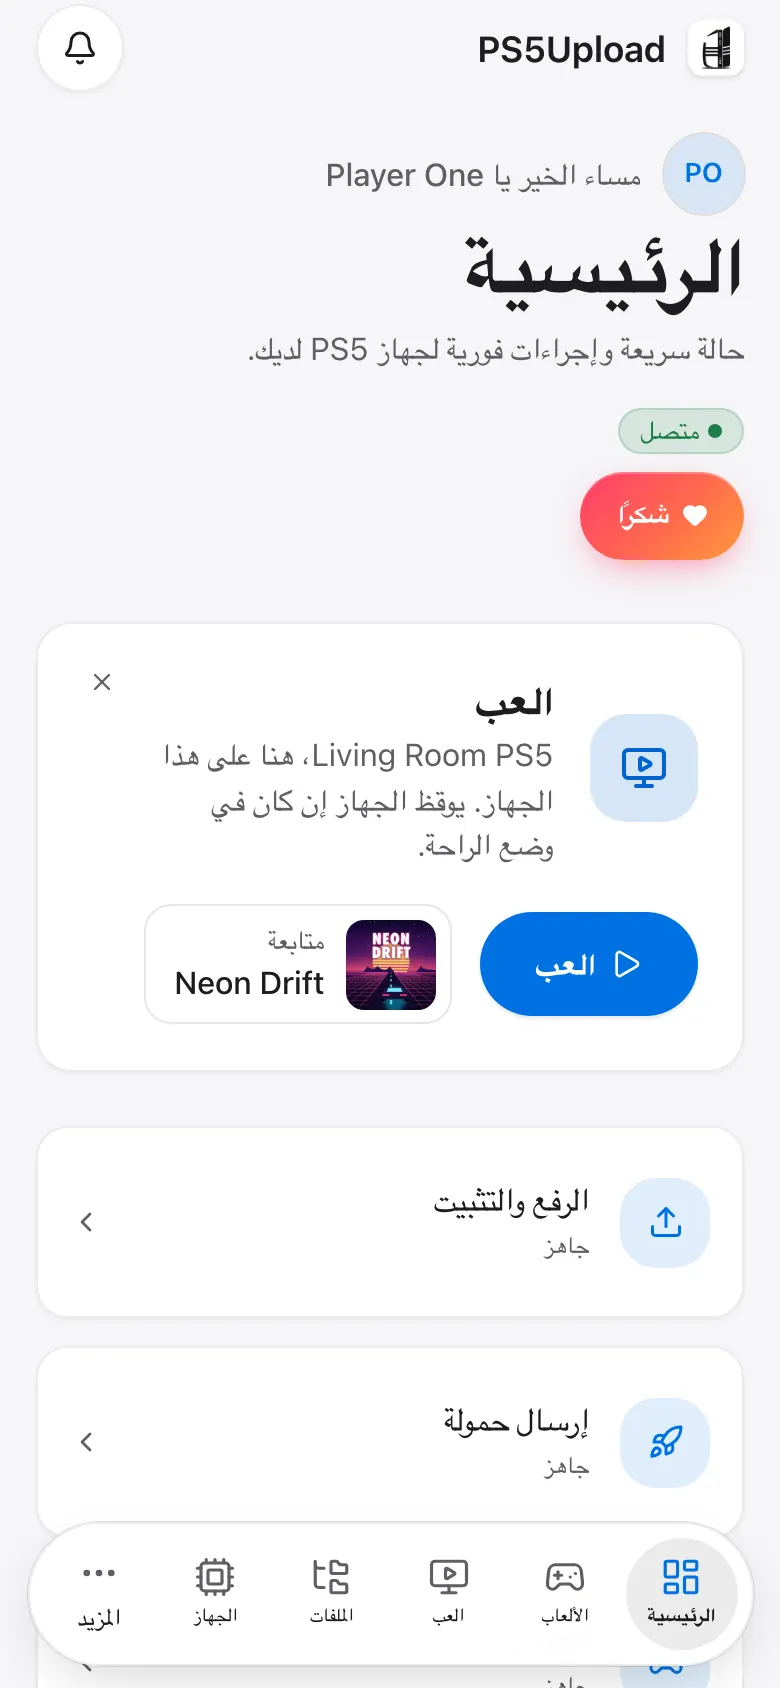 PS5Upload
PO
مساء الخير يا Player One
الرئيسية
حالة سريعة وإجراءات فورية لجهاز PS5 لديك.
متصل
شكرًا
العب
Living Room PS5، هنا على هذا
الجهاز. يوقظ الجهاز إن كان في
وضع الراحة.
العب
متابعة
Neon Drift
NEON
DRIFT
الرفع والتثبيت
جاهز
إرسال حمولة
جاهز
الرئيسية
الألعاب
العب
الملفات
الجهاز
المزيد